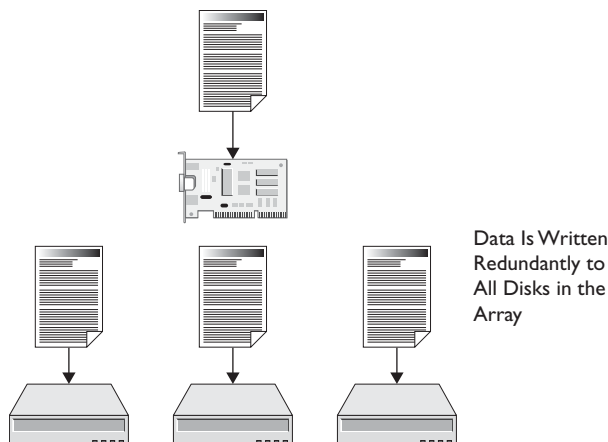 Data Is Written
Redundantly to
All Disks in the
Array